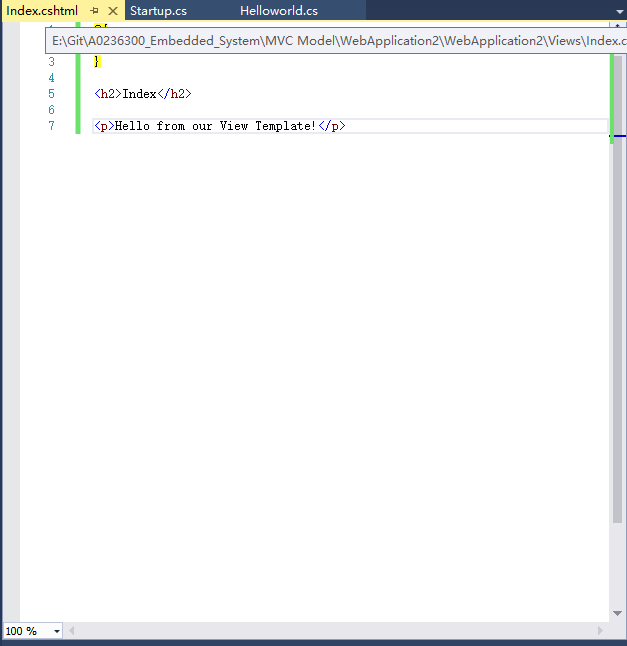 Index.cshtml Startup.cs Helloworld.cs
E:\Git\A0236300_Embedded_System\MVC Model\WebApplication2\WebApplication2\Views\Index.c
3 }
4
5 <h2>Index</h2>
6
7 <p>Hello from our View Template!</p>
100 %